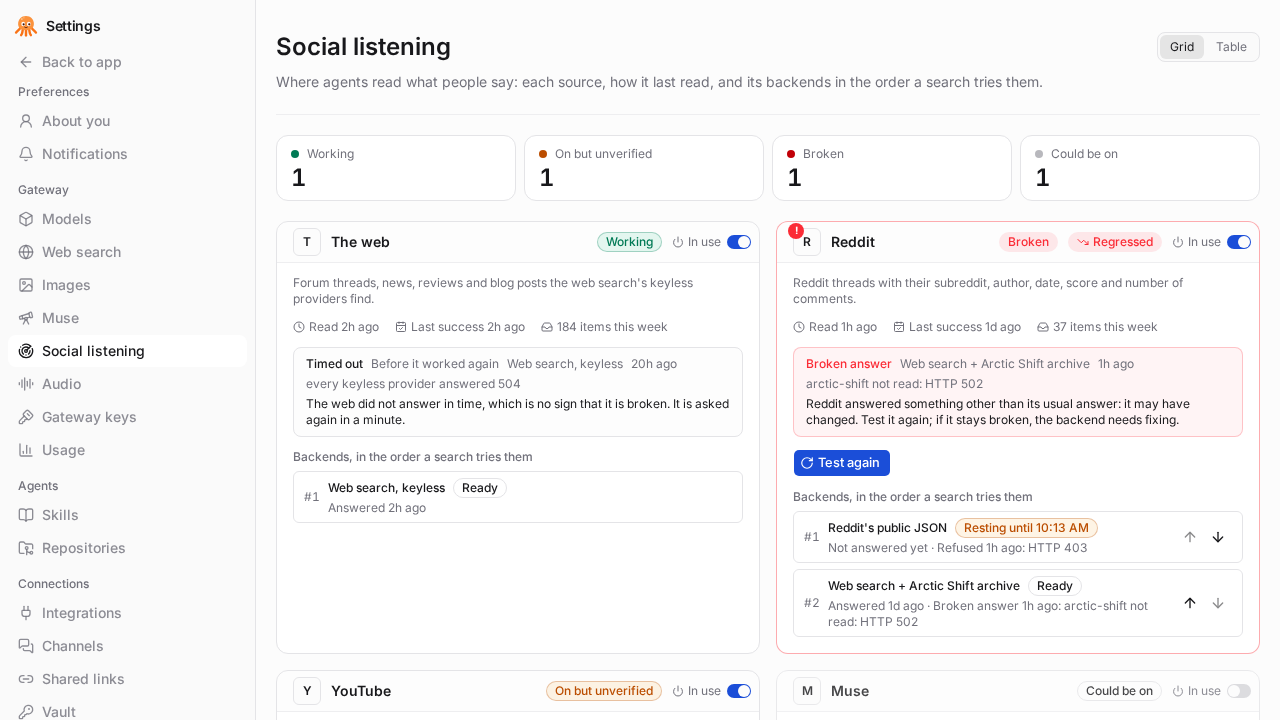 Settings
Back to app
Preferences
About you
Notifications
Gateway
Models
Web search
Images
Muse
Social listening
Audio
Gateway keys
Usage
Agents
Skills
Repositories
Connections
Integrations
Channels
Shared links
Vault
Social listening
Grid Table
Where agents read what people say: each source, how it last read, and its backends in the order a search tries them.
Working
1
On but unverified
1
Broken
1
Could be on
1
T The web Working In use
Forum threads, news, reviews and blog posts the web search's keyless
providers find.
Read 2h ago Last success 2h ago 184 items this week
Timed out Before it worked again Web search, keyless 20h ago
every keyless provider answered 504
The web did not answer in time, which is no sign that it is broken. It is asked
again in a minute.
Backends, in the order a search tries them
#1 Web search, keyless Ready
Answered 2h ago
! R Reddit Broken Regressed In use
Reddit threads with their subreddit, author, date, score and number of
comments.
Read 1h ago Last success 1d ago 37 items this week
Broken answer Web search + Arctic Shift archive 1h ago
arctic-shift not read: HTTP 502
Reddit answered something other than its usual answer: it may have
changed. Test it again; if it stays broken, the backend needs fixing.
Test again
Backends, in the order a search tries them
#1 Reddit's public JSON Resting until 10:13 AM
Not answered yet · Refused 1h ago: HTTP 403
#2 Web search + Arctic Shift archive Ready
Answered 1d ago · Broken answer 1h ago: arctic-shift not
read: HTTP 502
Y YouTube On but unverified In use
M Muse Could be on In use